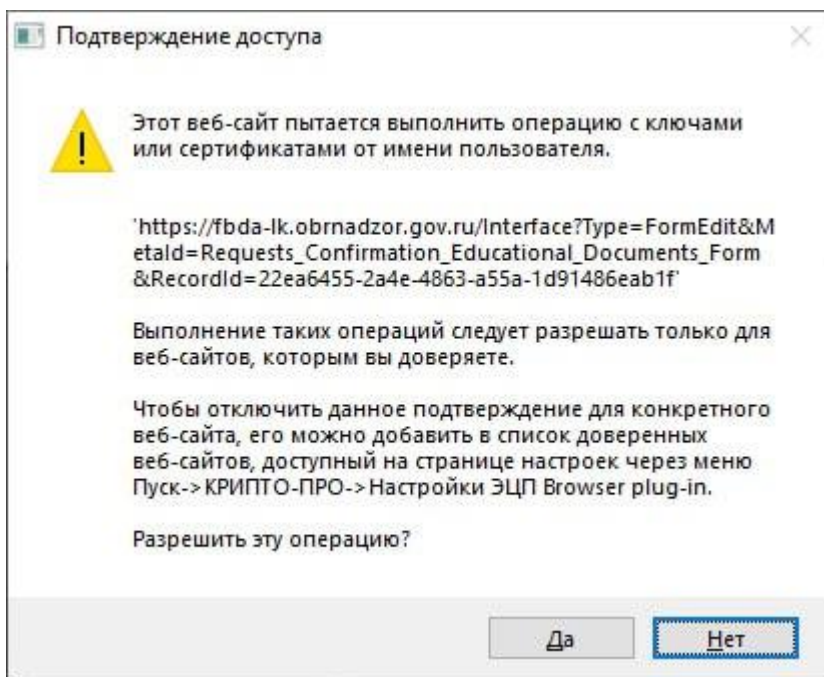 Подтверждение доступа
Этот веб-сайт пытается выполнить операцию с ключами
или сертификатами от имени пользователя.
'https://fbda-lk.obrnadzor.gov.ru/Interface?Type=FormEdit&M
etaId=Requests_Confirmation_Educational_Documents_Form
&RecordId=22ea6455-2a4e-4863-a55a-1d91486eab1f'
Выполнение таких операций следует разрешать только для
веб-сайтов, которым вы доверяете.
Чтобы отключить данное подтверждение для конкретного
веб-сайта, его можно добавить в список доверенных
веб-сайтов, доступный на странице настроек через меню
Пуск->КРИПТО-ПРО->Настройки ЭЦП Browser plug-in.
Разрешить эту операцию?
Да Нет